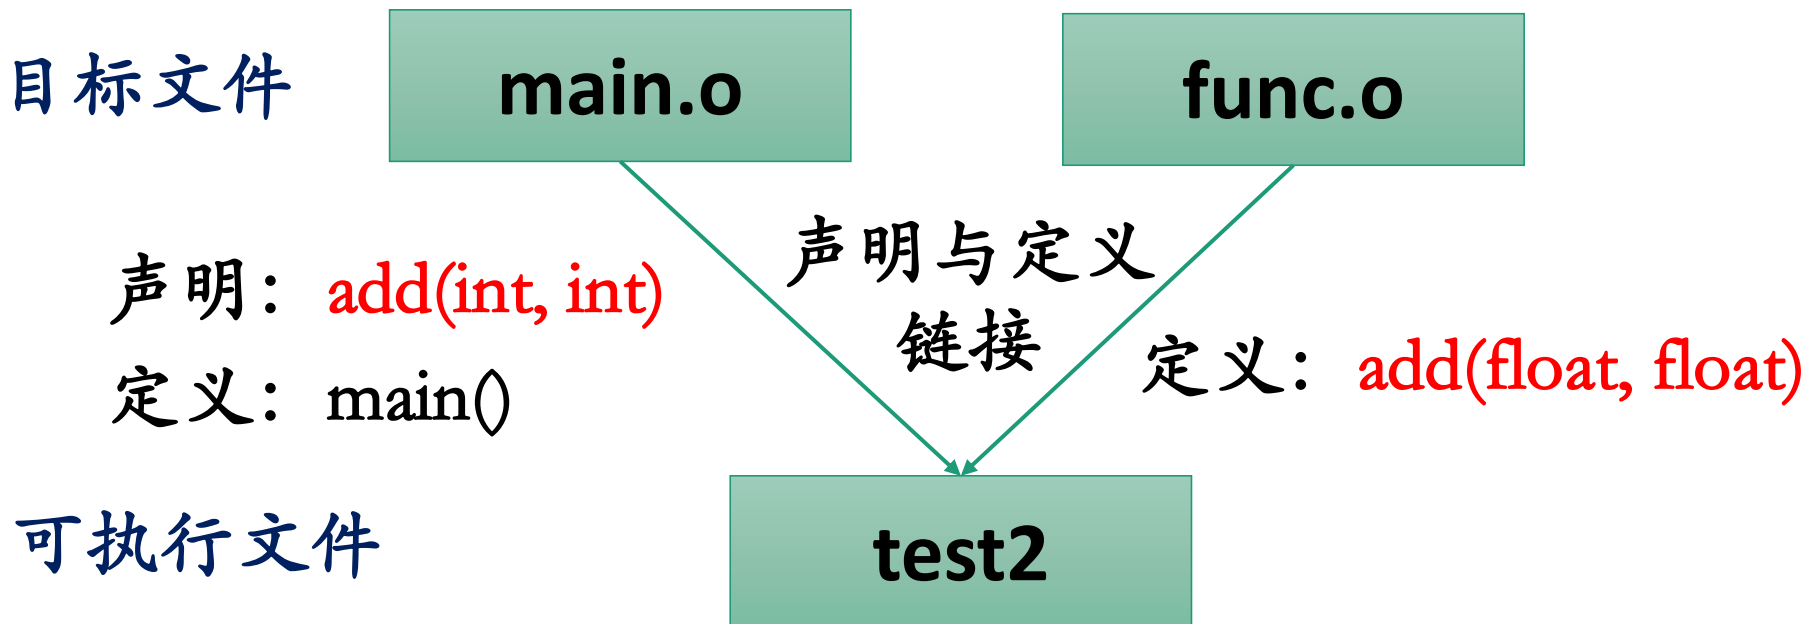 目标文件
main.o
func.o
声明与定义
链接
声明：add(int, int)
定义：main()
定义：add(float, float)
可执行文件
test2